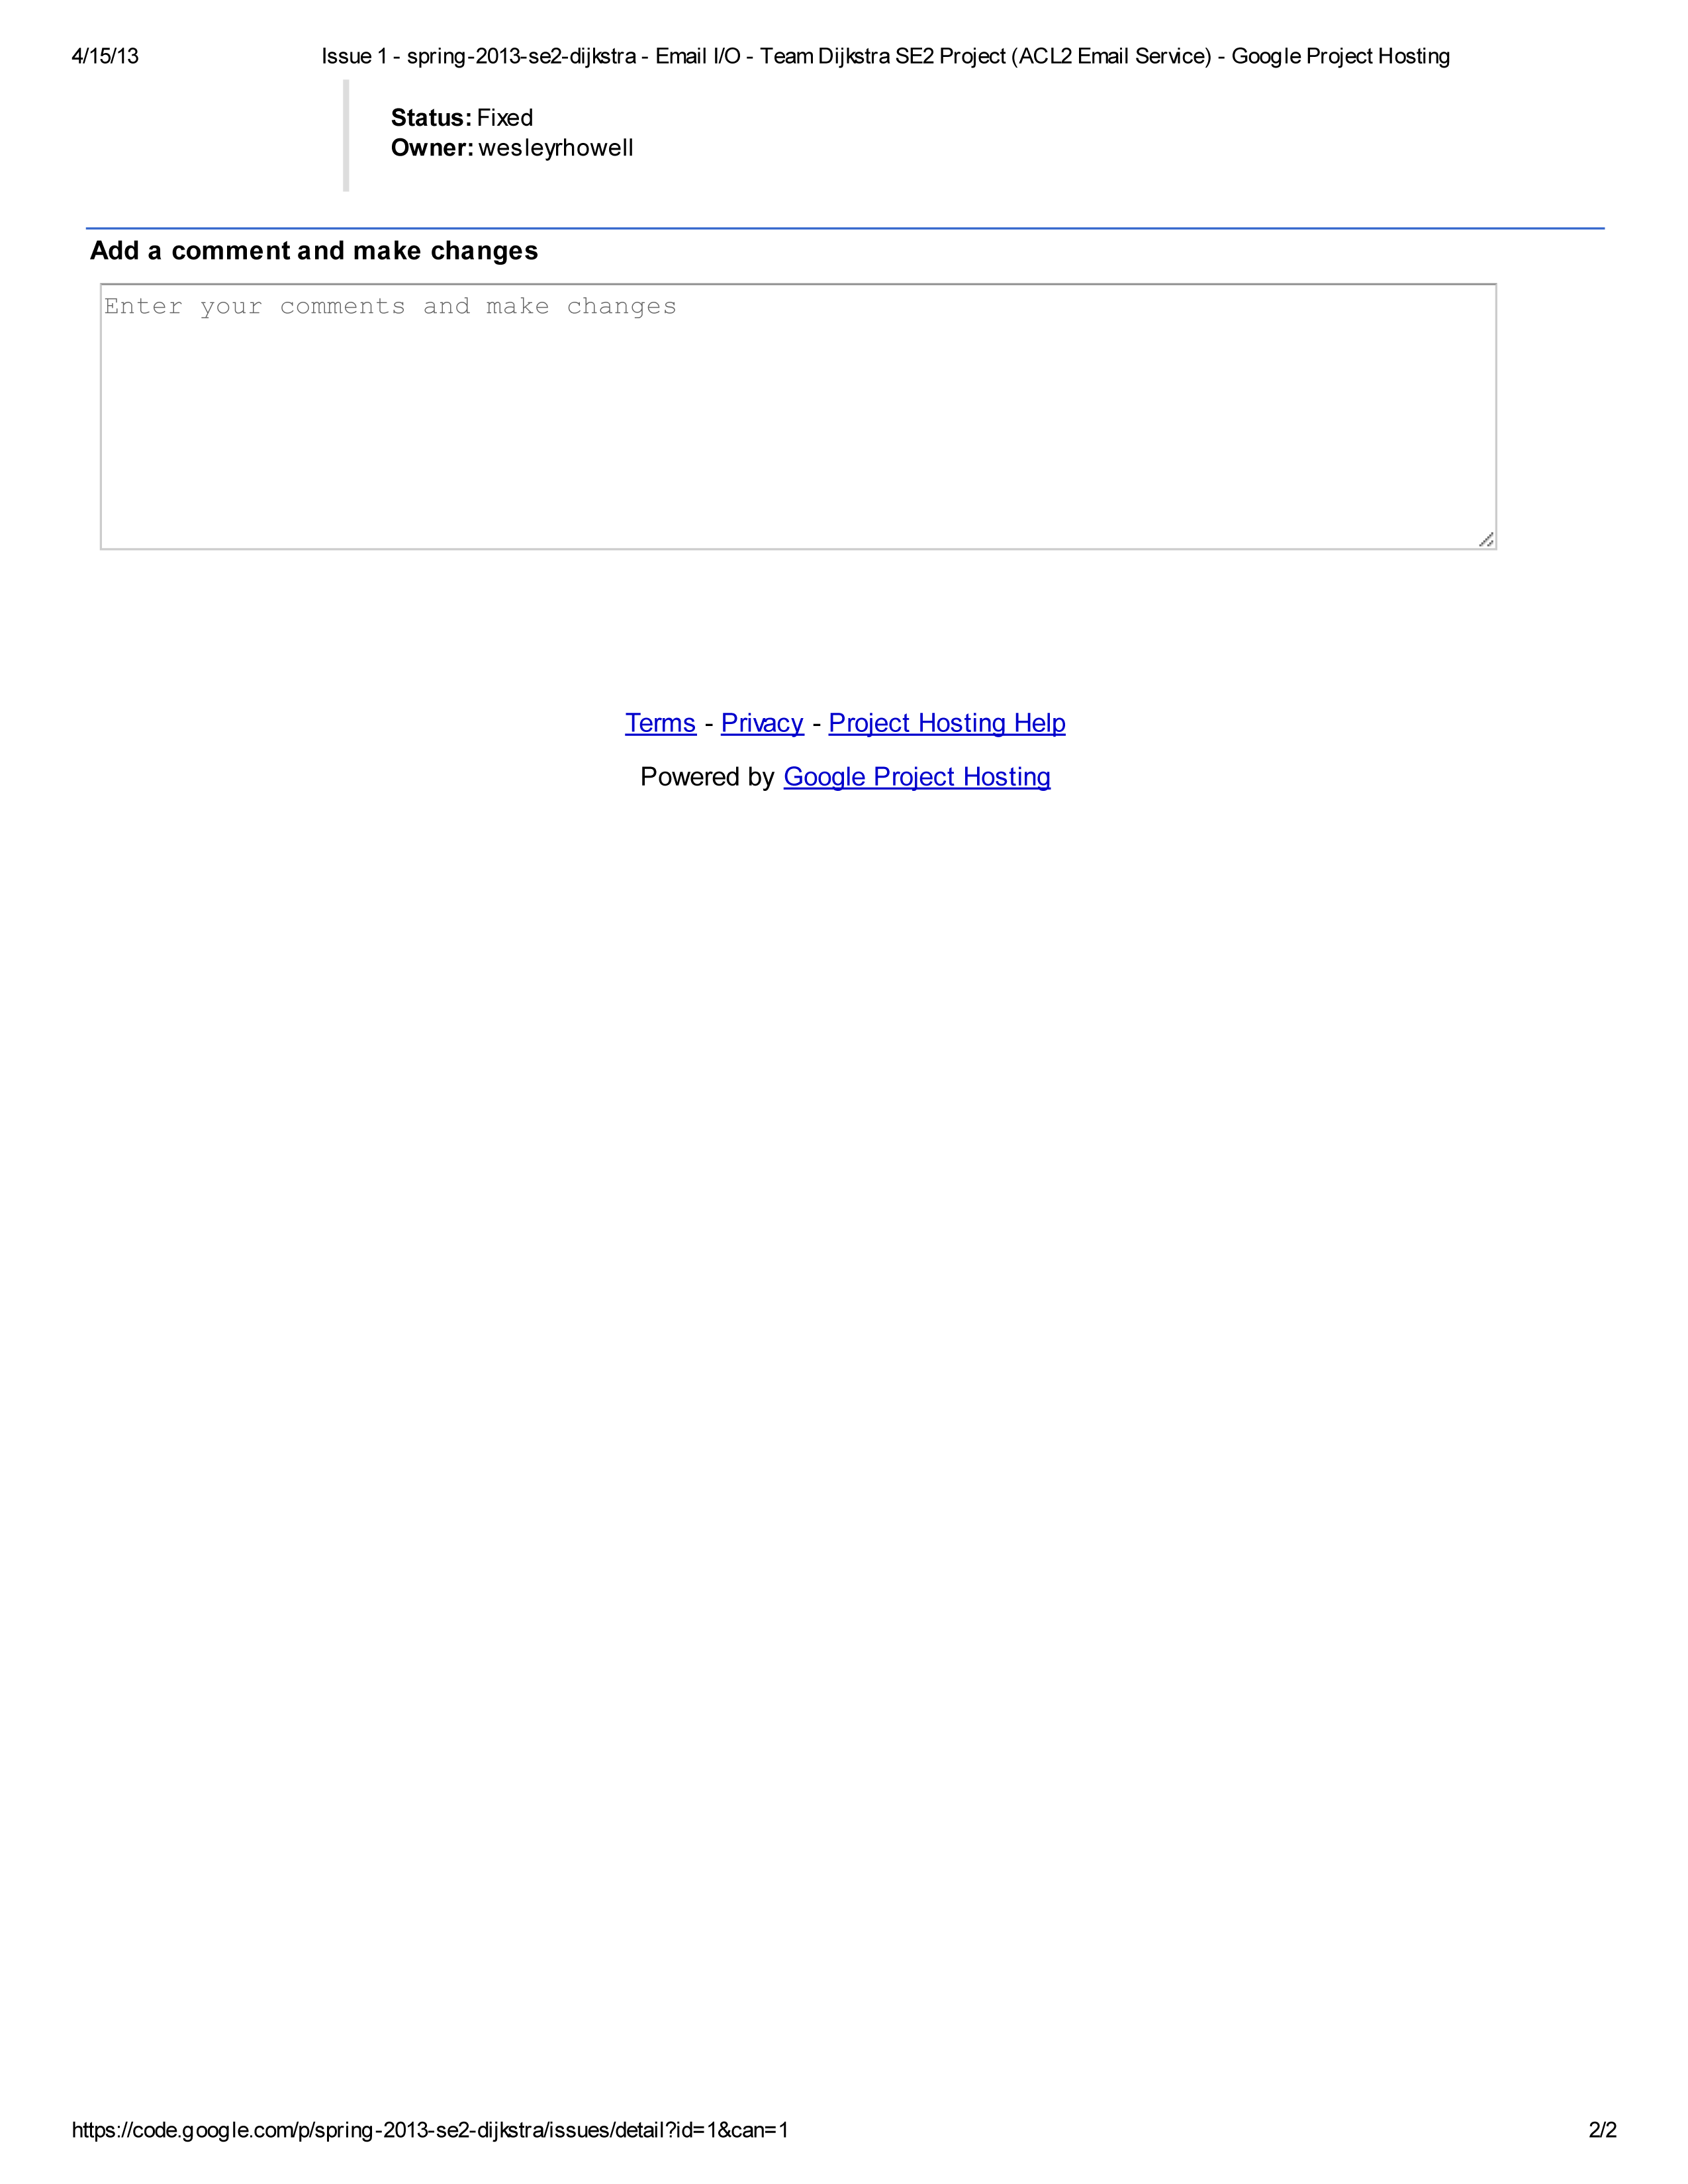 4/15/13 Issue 1 - spring-2013-se2-dijkstra - Email I/O - Team Dijkstra SE2 Project (ACL2 Email Service) - Google Project Hosting
Status: Fixed
Owner: wesleyrhowell
Add a comment and make changes
Enter your comments and make changes
Terms - Privacy - Project Hosting Help
Powered by Google Project Hosting
https://code.google.com/p/spring-2013-se2-dijkstra/issues/detail?id=1&can=1 2/2